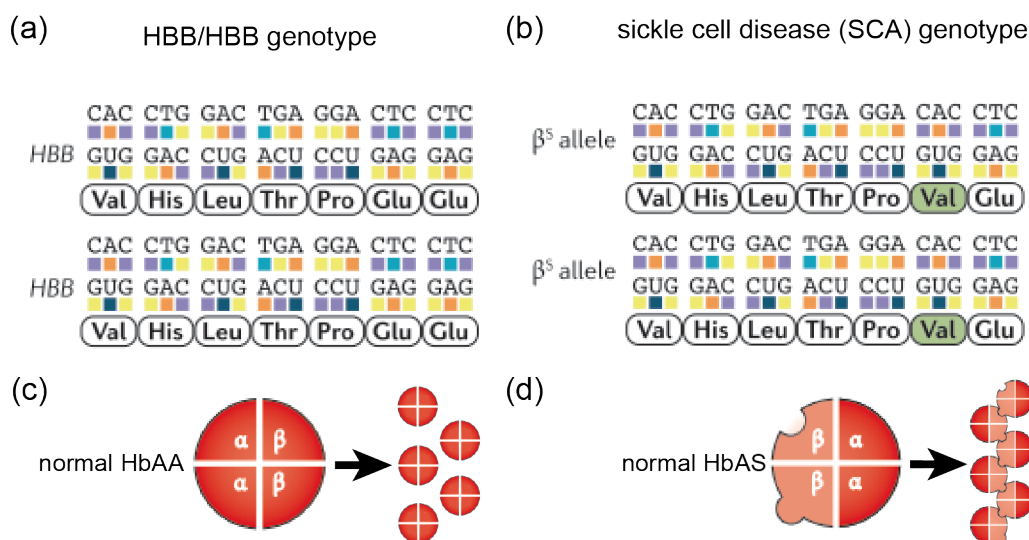 (a) HBB/HBB genotype
CAC CTG GAC TGA GGA CTC CTC
HBB
GUG GAC CUG ACU CCU GAG GAG
Val His Leu Thr Pro Glu Glu
CAC CTG GAC TGA GGA CTC CTC
HBB
GUG GAC CUG ACU CCU GAG GAG
Val His Leu Thr Pro Glu Glu
(b) sickle cell disease (SCA) genotype
CAC CTG GAC TGA GGA CAC CTC
βS allele
GUG GAC CUG ACU CCU GUG GAG
Val His Leu Thr Pro Val Glu
CAC CTG GAC TGA GGA CAC CTC
βS allele
GUG GAC CUG ACU CCU GUG GAG
Val His Leu Thr Pro Val Glu
(c)
normal HbAA
α β
α β
(d)
normal HbAS
β α
β α